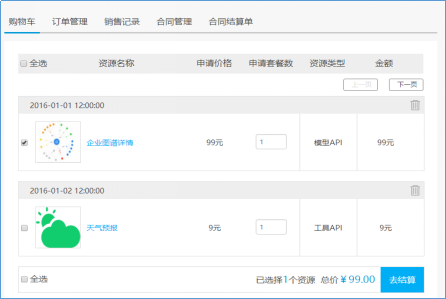 购物车 订单管理 销售记录 合同管理 合同结算单
全选 资源名称 申请价格 申请套餐数 资源类型 金额
上一页 下一页
2016-01-01 12:00:00
企业图谱详情 99元 1 模型API 99元
2016-01-02 12:00:00
天气预报 9元 1 工具API 9元
全选 已选择1个资源 总价¥99.00 去结算